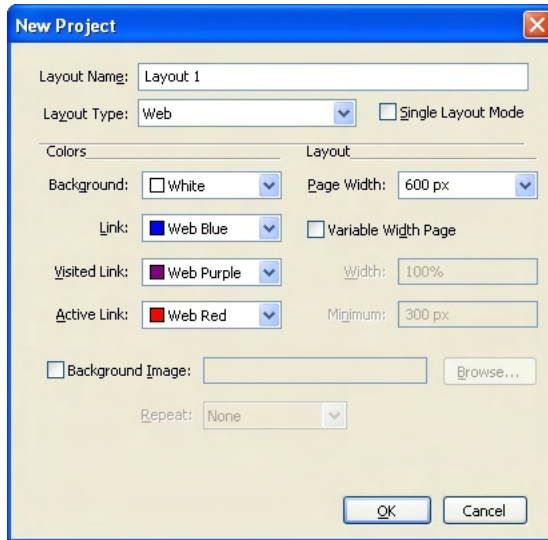 New Project
Layout Name: Layout 1
Layout Type: Web Single Layout Mode
Colors Layout
Background: White Page Width: 600 px
Link: Web Blue Variable Width Page
Visited Link: Web Purple Width: 100%
Active Link: Web Red Minimum: 300 px
Background Image: Browse...
Repeat: None
OK Cancel